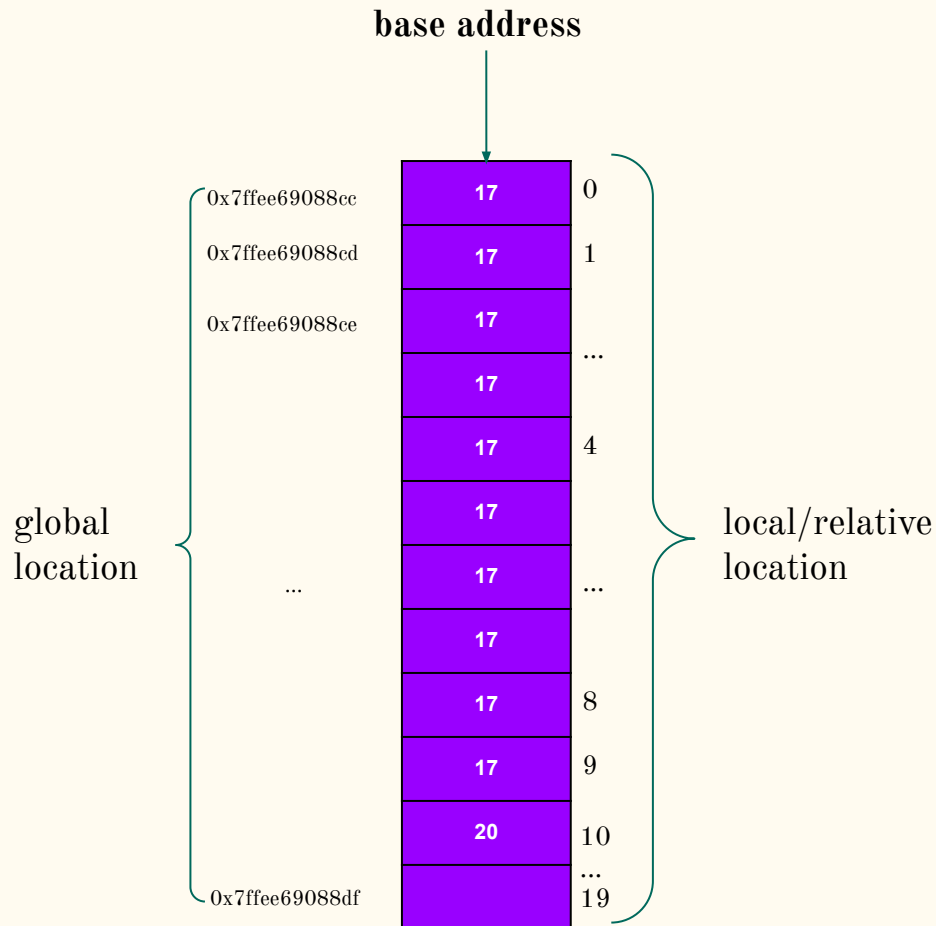 base address
0x7ffee69088cc 17 0
0x7ffee69088cd 17 1
0x7ffee69088ce 17
...
17
17 4
17
global
location
local/relative
location
... 17 ...
17
17 8
17 9
20 10
...
0x7ffee69088df 19